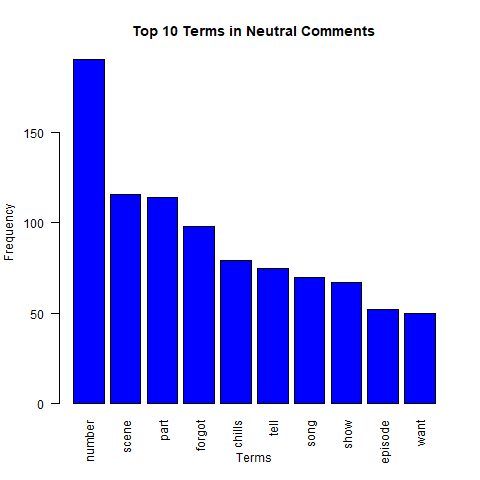 Top 10 Terms in Neutral Comments
Frequency
150
100
50
0
number
scene
part
forgot
chills
tell
song
show
episode
want
Terms